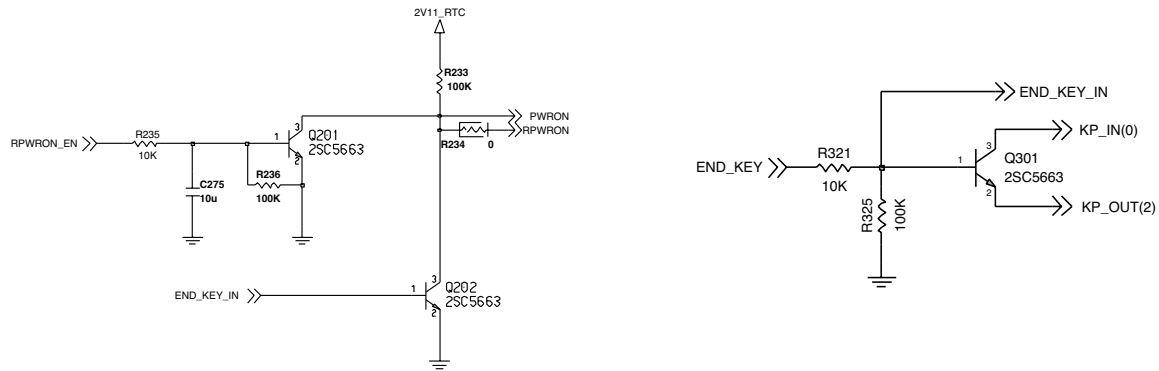 2V11_RTC
R233
100K
PWRON
RPWRON
R234
0
RPWRON_EN
R235
10K
1
3
2
Q201
2SC5663
C275
10u
R236
100K
END_KEY_IN
1
3
2
Q202
2SC5663
END_KEY_IN
KP_IN(0)
END_KEY
R321
10K
1
3
2
Q301
2SC5663
R325
100K
KP_OUT(2)